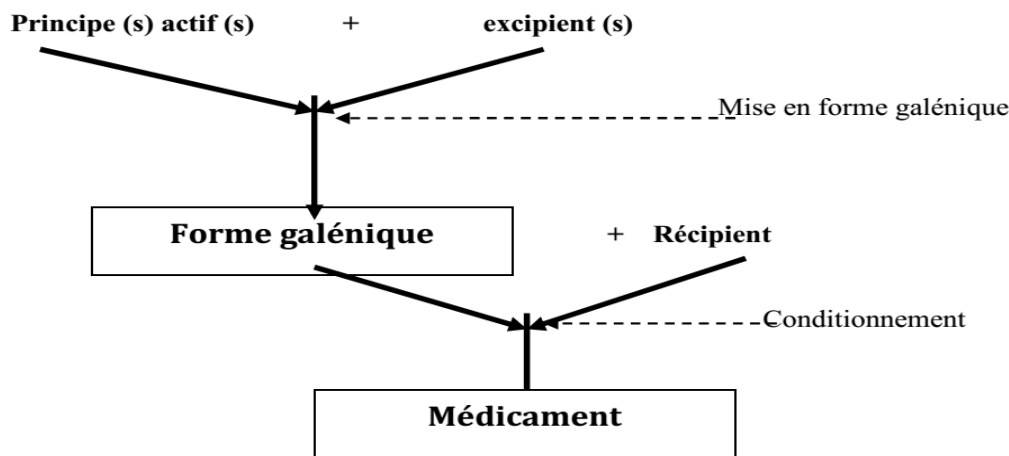 Principe (s) actif (s) + excipient (s)
Mise en forme galénique
Forme galénique + Récipient
Conditionnement
Médicament